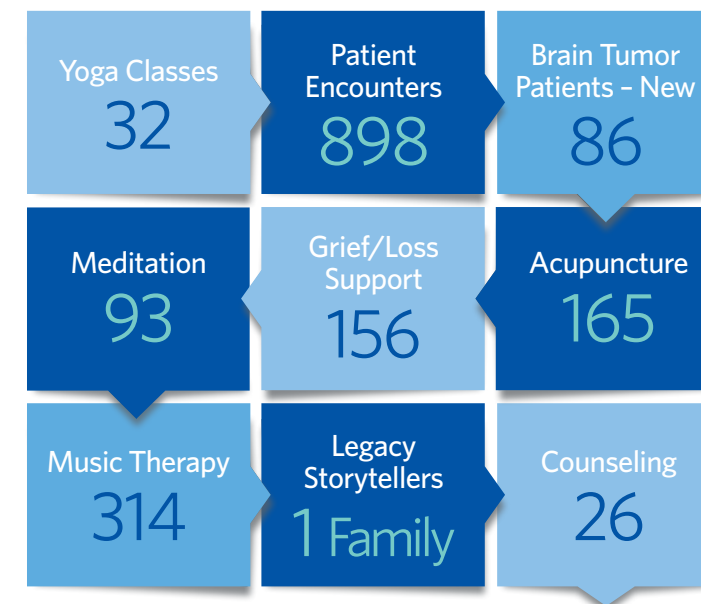 Yoga Classes
32
Patient
Encounters
898
Brain Tumor
Patients – New
86
Meditation
93
Grief/Loss
Support
156
Acupuncture
165
Music Therapy
314
Legacy
Storytellers
1 Family
Counseling
26